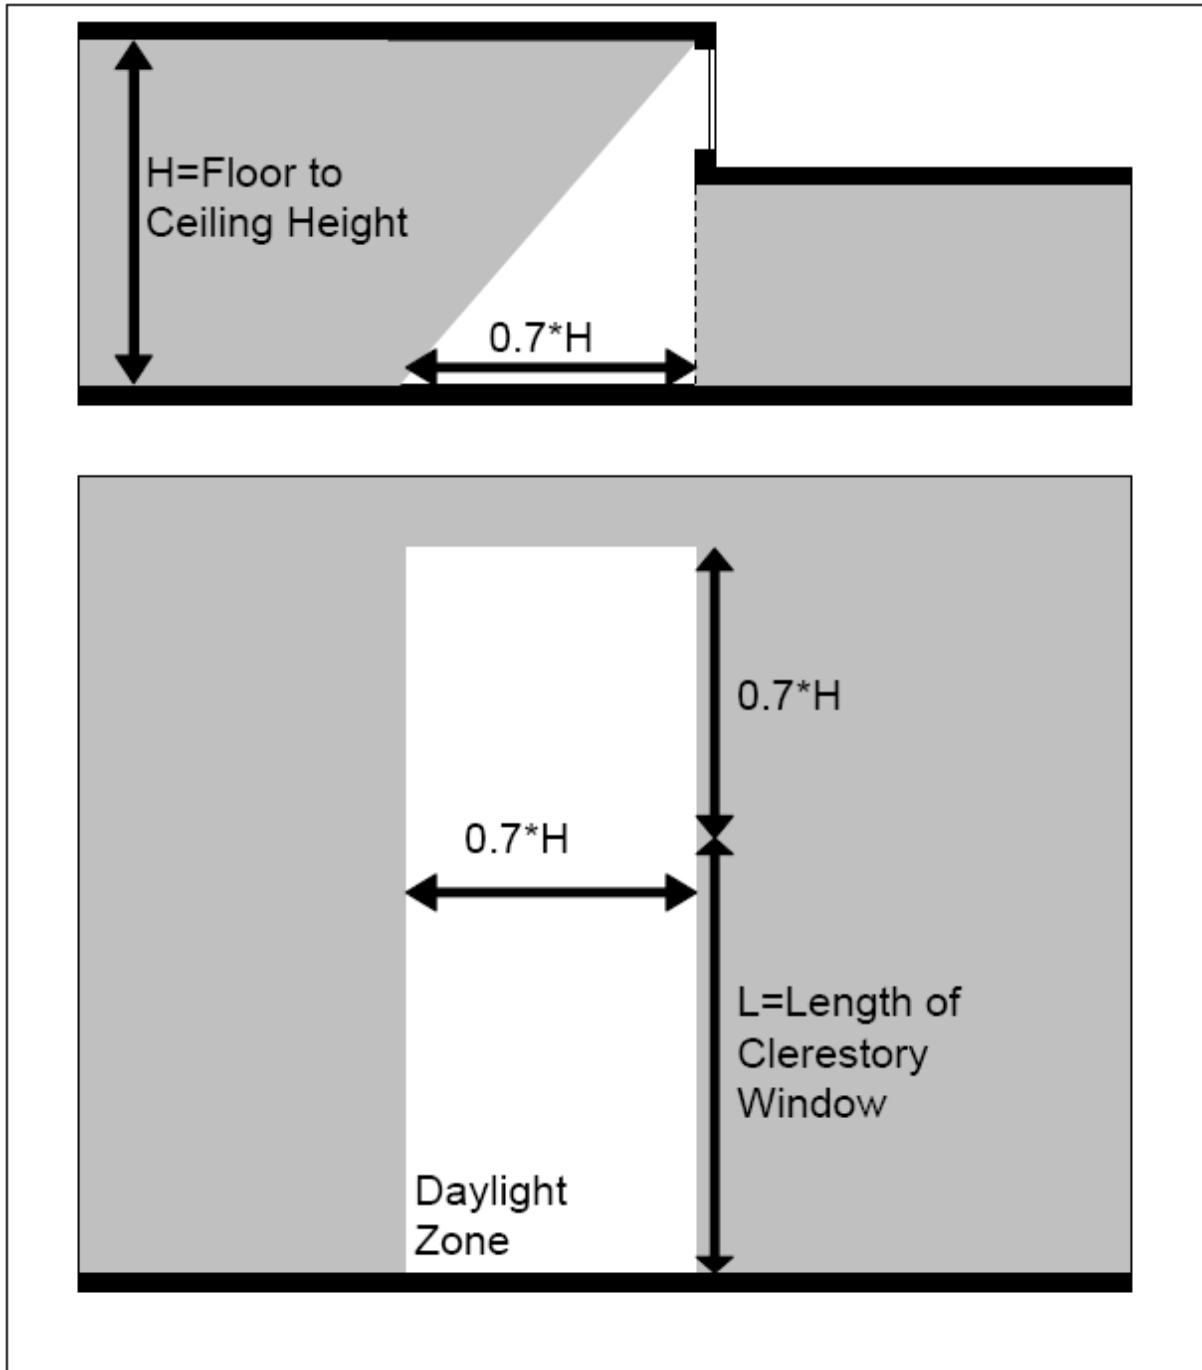 H=Floor to
Ceiling Height
0.7*H
0.7*H
0.7*H
L=Length of
Clerestory
Window
Daylight
Zone